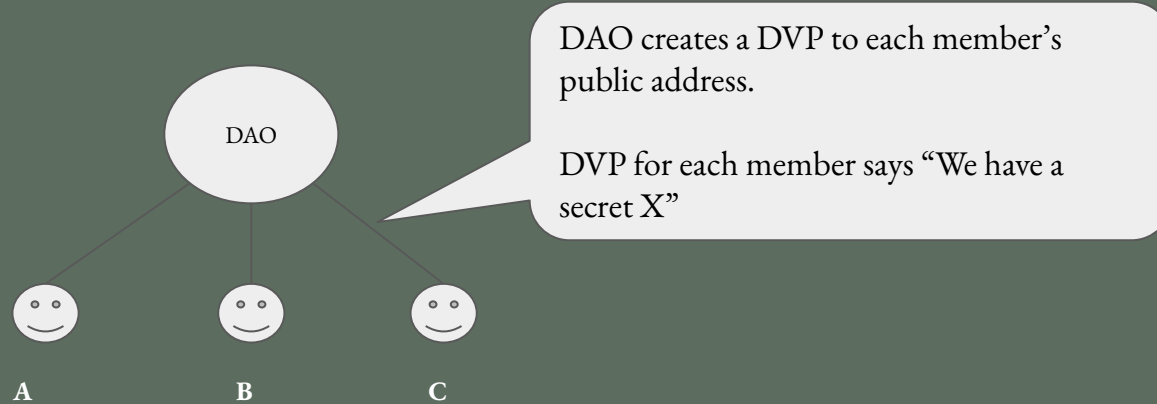 DAO creates a DVP to each member’s
public address.
DVP for each member says “We have a
secret X”
DAO
A
B
C